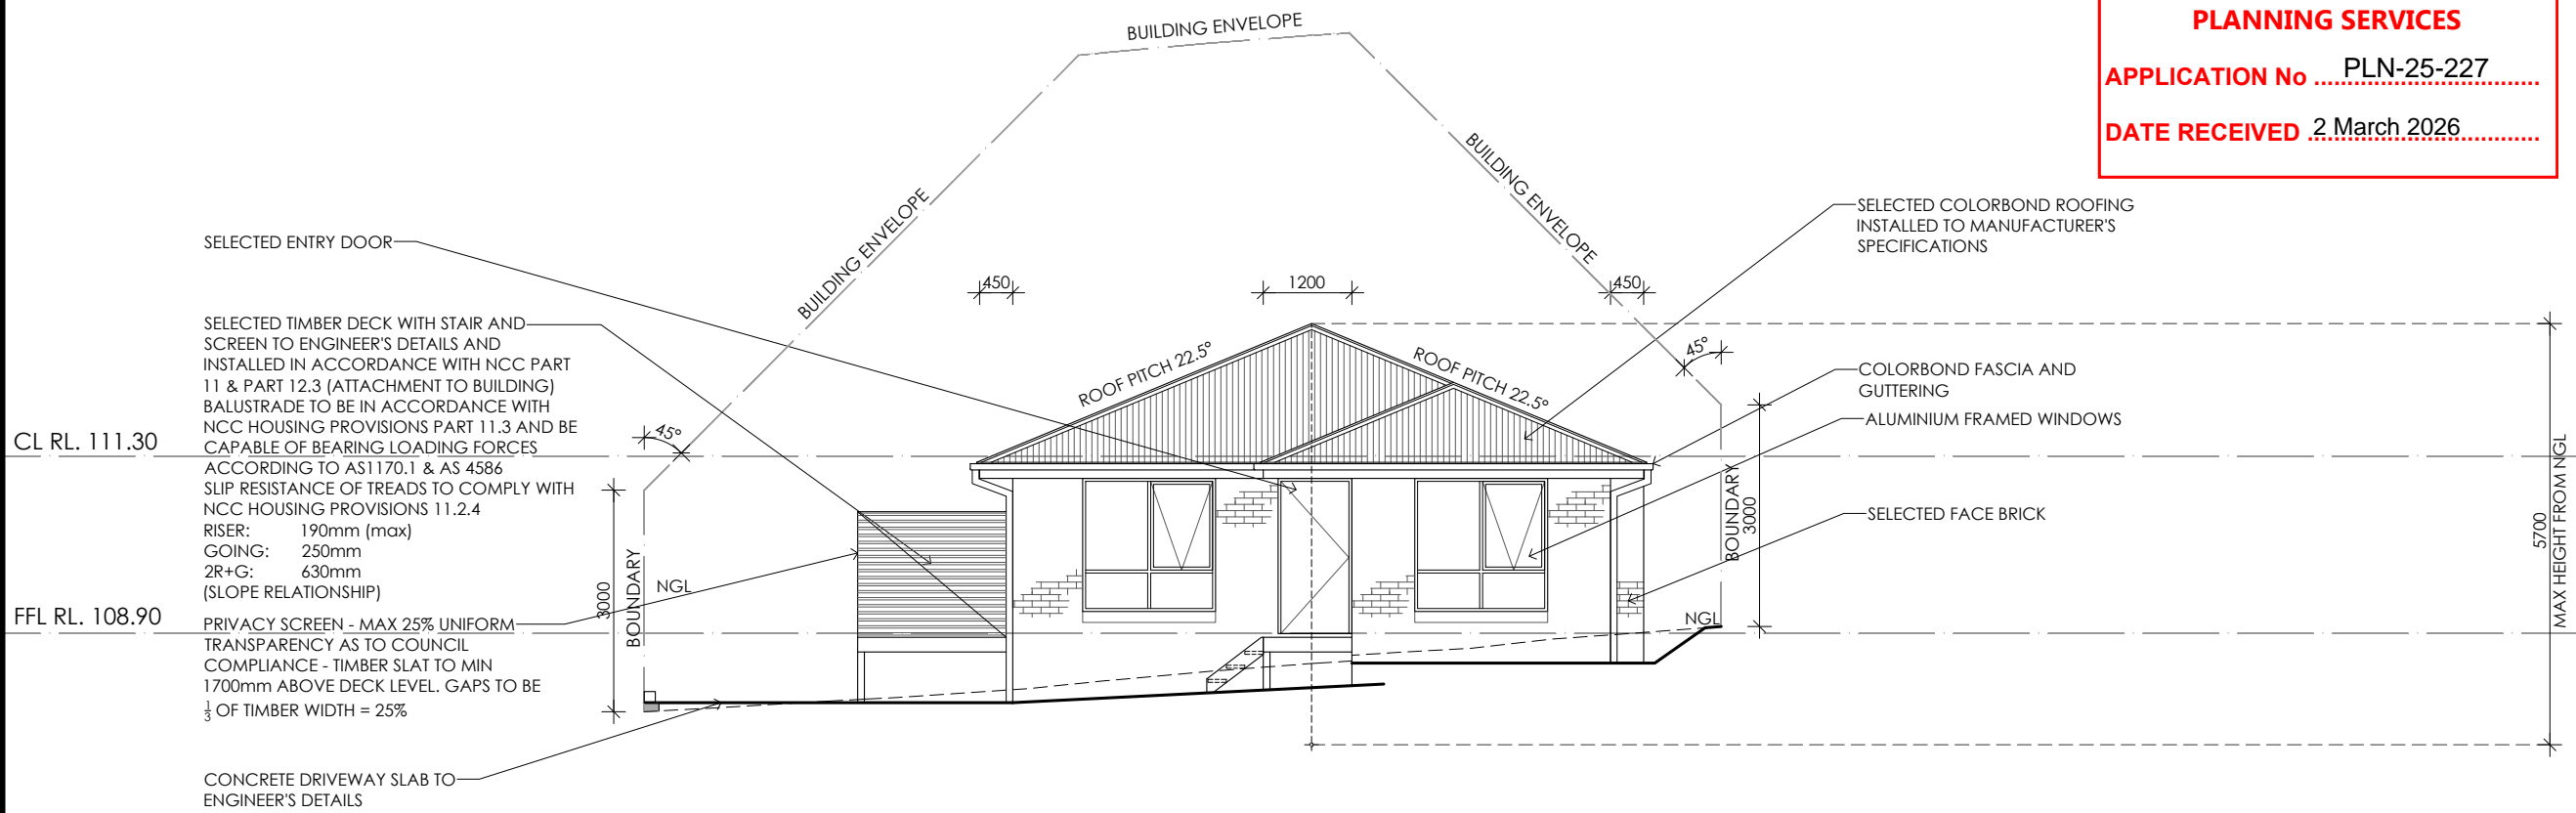 PLANNING SERVICES
APPLICATION No PLN-25-227
DATE RECEIVED 2 March 2026
BUILDING ENVELOPE
BUILDING ENVELOPE
BUILDING ENVELOPE
SELECTED ENTRY DOOR
SELECTED COLORBOND ROOFING
INSTALLED TO MANUFACTURER'S
SPECIFICATIONS
450
1200
450
SELECTED TIMBER DECK WITH STAIR AND
SCREEN TO ENGINEER'S DETAILS AND
INSTALLED IN ACCORDANCE WITH NCC PART
11 & PART 12.3 (ATTACHMENT TO BUILDING)
BALUSTRADE TO BE IN ACCORDANCE WITH
NCC HOUSING PROVISIONS PART 11.3 AND BE
CAPABLE OF BEARING LOADING FORCES
ACCORDING TO AS1170.1 & AS 4586
SLIP RESISTANCE OF TREADS TO COMPLY WITH
NCC HOUSING PROVISIONS 11.2.4
RISER: 190mm (max)
GOING: 250mm
2R+G: 630mm
(SLOPE RELATIONSHIP)
ROOF PITCH 22.5°
ROOF PITCH 22.5°
45°
45°
COLORBOND FASCIA AND
GUTTERING
ALUMINIUM FRAMED WINDOWS
SELECTED FACE BRICK
CL RL. 111.30
FFL RL. 108.90
PRIVACY SCREEN - MAX 25% UNIFORM
TRANSPARENCY AS TO COUNCIL
COMPLIANCE - TIMBER SLAT TO MIN
1700mm ABOVE DECK LEVEL. GAPS TO BE
⅓ OF TIMBER WIDTH = 25%
3000
BOUNDARY
NGL
BOUNDARY
3000
NGL
5700
MAX HEIGHT FROM NGL
CONCRETE DRIVEWAY SLAB TO
ENGINEER'S DETAILS